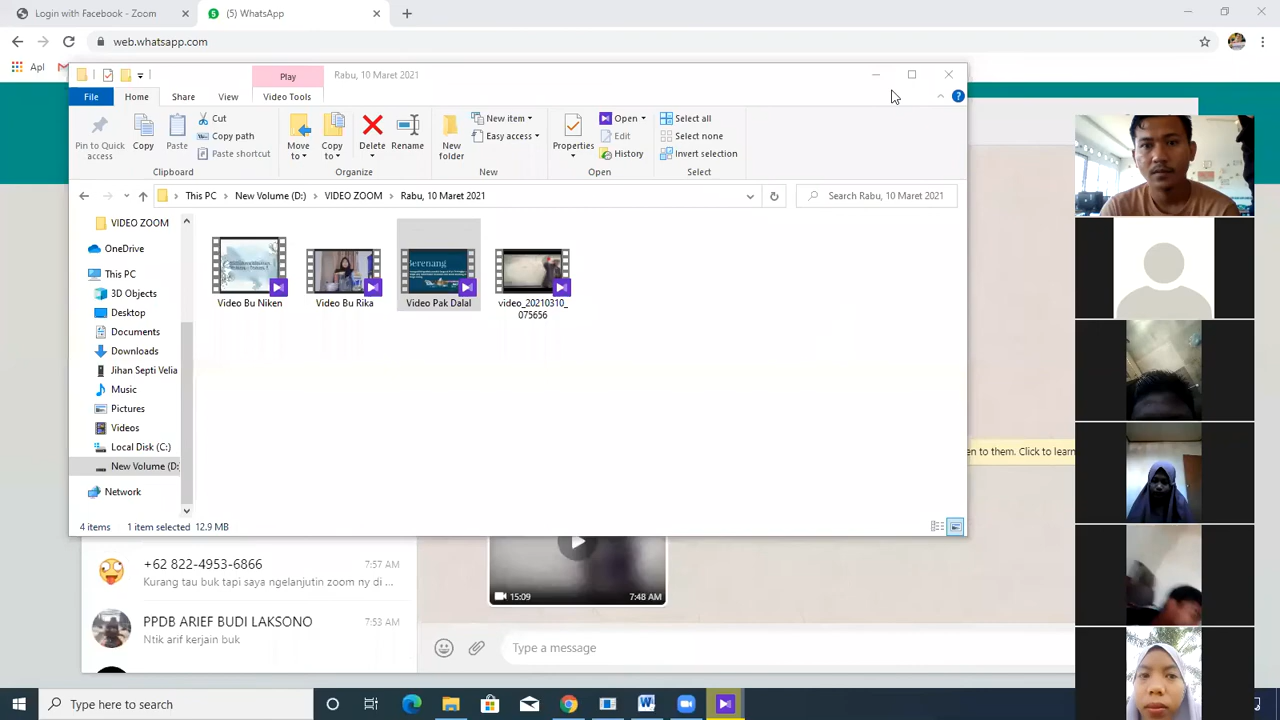 Login with Facebook - Zoom
(5) WhatsApp
web.whatsapp.com
Apl
Play
Rabu, 10 Maret 2021
File
Home
Share
View
Video Tools
Pin to Quick access
Copy
Paste
Cut
Copy path
Paste shortcut
Clipboard
Move to
Copy to
Delete
Rename
Organize
New folder
New item
Easy access
New
Properties
Open
Edit
History
Open
Select all
Select none
Invert selection
Select
This PC > New Volume (D:) > VIDEO ZOOM > Rabu, 10 Maret 2021
Search Rabu, 10 Maret 2021
VIDEO ZOOM
OneDrive
This PC
3D Objects
Desktop
Documents
Downloads
Jihan Septi Velia
Music
Pictures
Videos
Local Disk (C:)
New Volume (D:
Network
Berenang
Video Bu Niken
Video Bu Rika
Video Pak Dalal
video_20210310_
075656
4 items
1 item selected 12.9 MB
en to them. Click to learn
+62 822-4953-6866
7:57 AM
Kurang tau buk tapi saya ngelanjutin zoom ny di ...
PPDB ARIEF BUDI LAKSONO
7:53 AM
Ntik arif kerjain buk
15:09
7:48 AM
Type a message
Type here to search